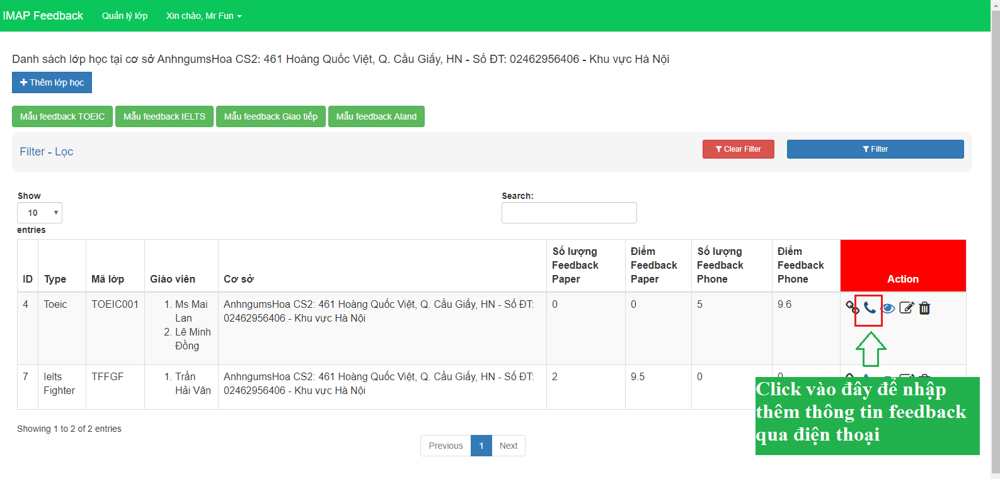 IMAP Feedback Quản lý lớp Xin chào, Mr Fun
Danh sách lớp học tại cơ sở AnhngumsHoa CS2: 461 Hoàng Quốc Việt, Q. Cầu Giấy, HN - Số ĐT: 02462956406 - Khu vực Hà Nội
Thêm lớp học
Mẫu feedback TOEIC Mẫu feedback IELTS Mẫu feedback Giao tiếp Mẫu feedback Aland
Filter - Lọc Clear Filter Filter
Show Search:
10
entries
Số lượng Điểm Số lượng Điểm
Feedback Feedback Feedback Feedback
ID Type Mã lớp Giáo viên Cơ sở Paper Paper Phone Phone Action
4 Toeic TOEIC001 1. Ms Mai AnhngumsHoa CS2: 461 Hoàng Quốc Việt, Q. Cầu Giấy, HN - Số ĐT: 0 0 5 9.6
Lan 02462956406 - Khu vực Hà Nội
2. Lê Minh
Đồng
7 Ielts TFFGF 1. Trần AnhngumsHoa CS2: 461 Hoàng Quốc Việt, Q. Cầu Giấy, HN - Số ĐT: 2 9.5 0 0
Fighter Hải Vân 02462956406 - Khu vực Hà Nội
Click vào đây để nhập
thêm thông tin feedback
qua điện thoại
Showing 1 to 2 of 2 entries
Previous 1 Next